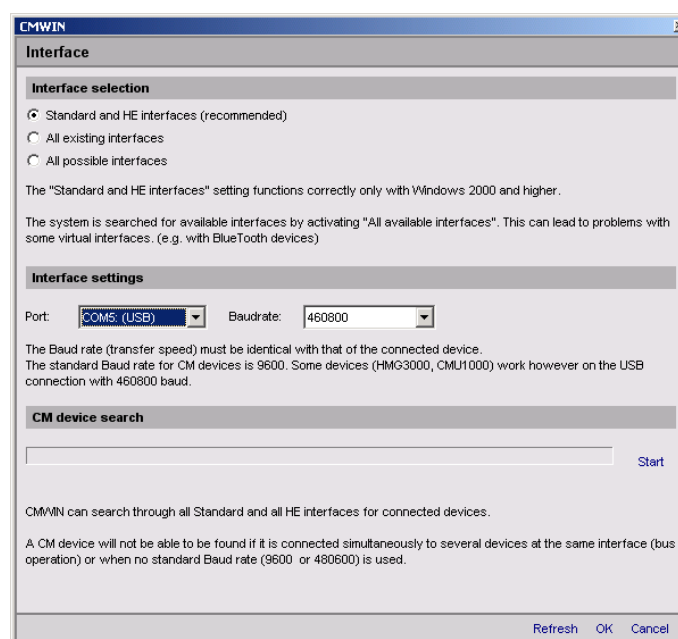 CMWIN
Interface
Interface selection
Standard and HE interfaces (recommended)
All existing interfaces
All possible interfaces
The "Standard and HE interfaces" setting functions correctly only with Windows 2000 and higher.
The system is searched for available interfaces by activating "All available interfaces". This can lead to problems with
some virtual interfaces. (e.g. with BlueTooth devices)
Interface settings
Port: COM5: (USB) Baudrate: 460800
The Baud rate (transfer speed) must be identical with that of the connected device.
The standard Baud rate for CM devices is 9600. Some devices (HMG3000, CMU1000) work however on the USB
connection with 460800 baud.
CM device search
Start
CMWIN can search through all Standard and all HE interfaces for connected devices.
A CM device will not be able to be found if it is connected simultaneously to several devices at the same interface (bus
operation) or when no standard Baud rate (9600 or 480600) is used.
Refresh OK Cancel